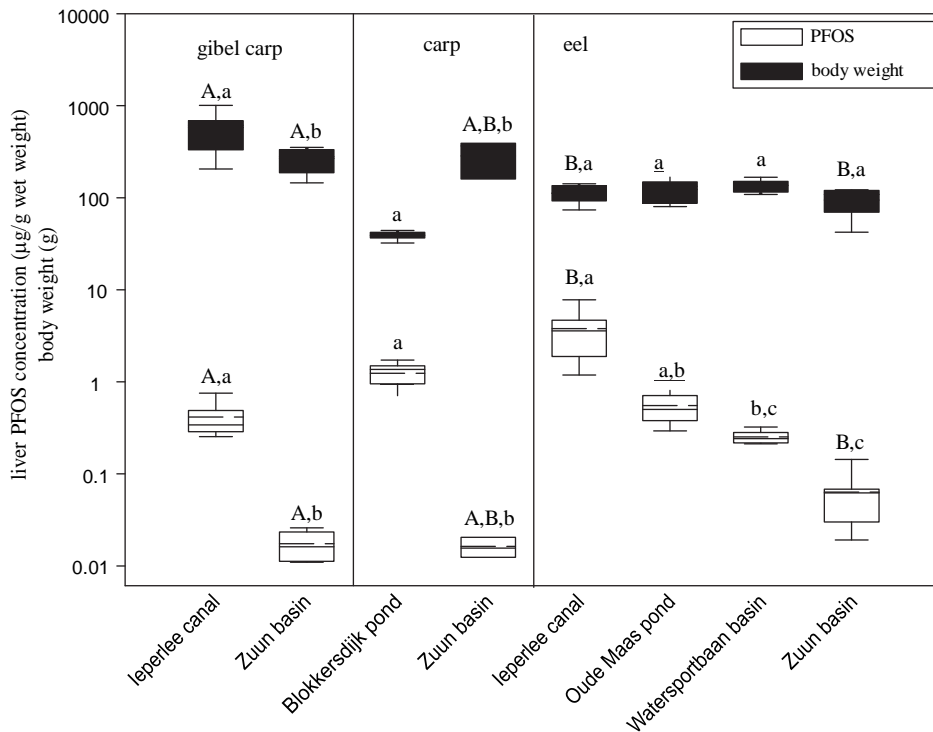 10000
1000
100
10
1
0.1
0.01
liver PFOS concentration (µg/g wet weight)
body weight (g)
gibel carp
carp
eel
PFOS
body weight
A,a
A,b
A,B,b
a
B,a
a
a
B,a
A,a
A,b
a
A,B,b
B,a
a,b
b,c
B,c
Ieperlee canal
Zuun basin
Blokkersdijk pond
Zuun basin
Ieperlee canal
Oude Maas pond
Watersportbaan basin
Zuun basin